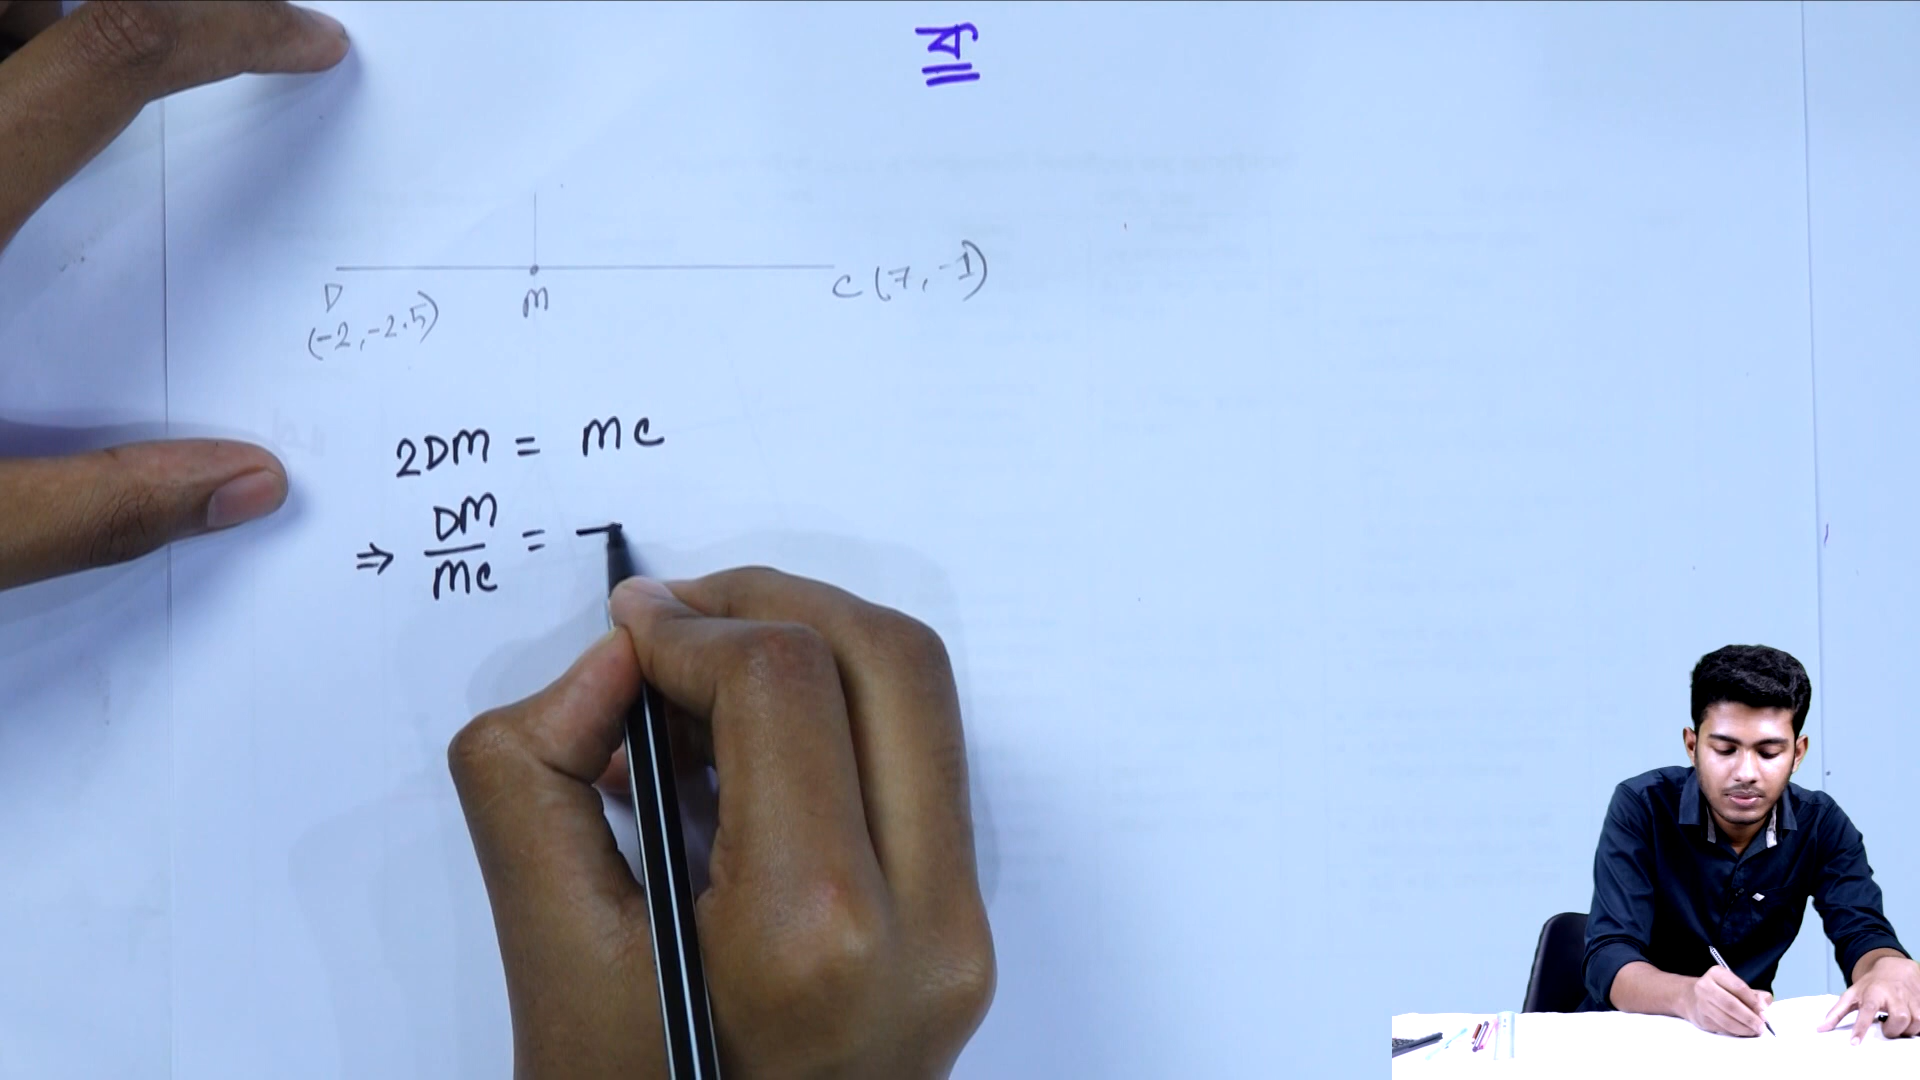 ক
D
M
C (7, -1)
(-2, -2.5)
2DM = MC
⇒ DM/MC =